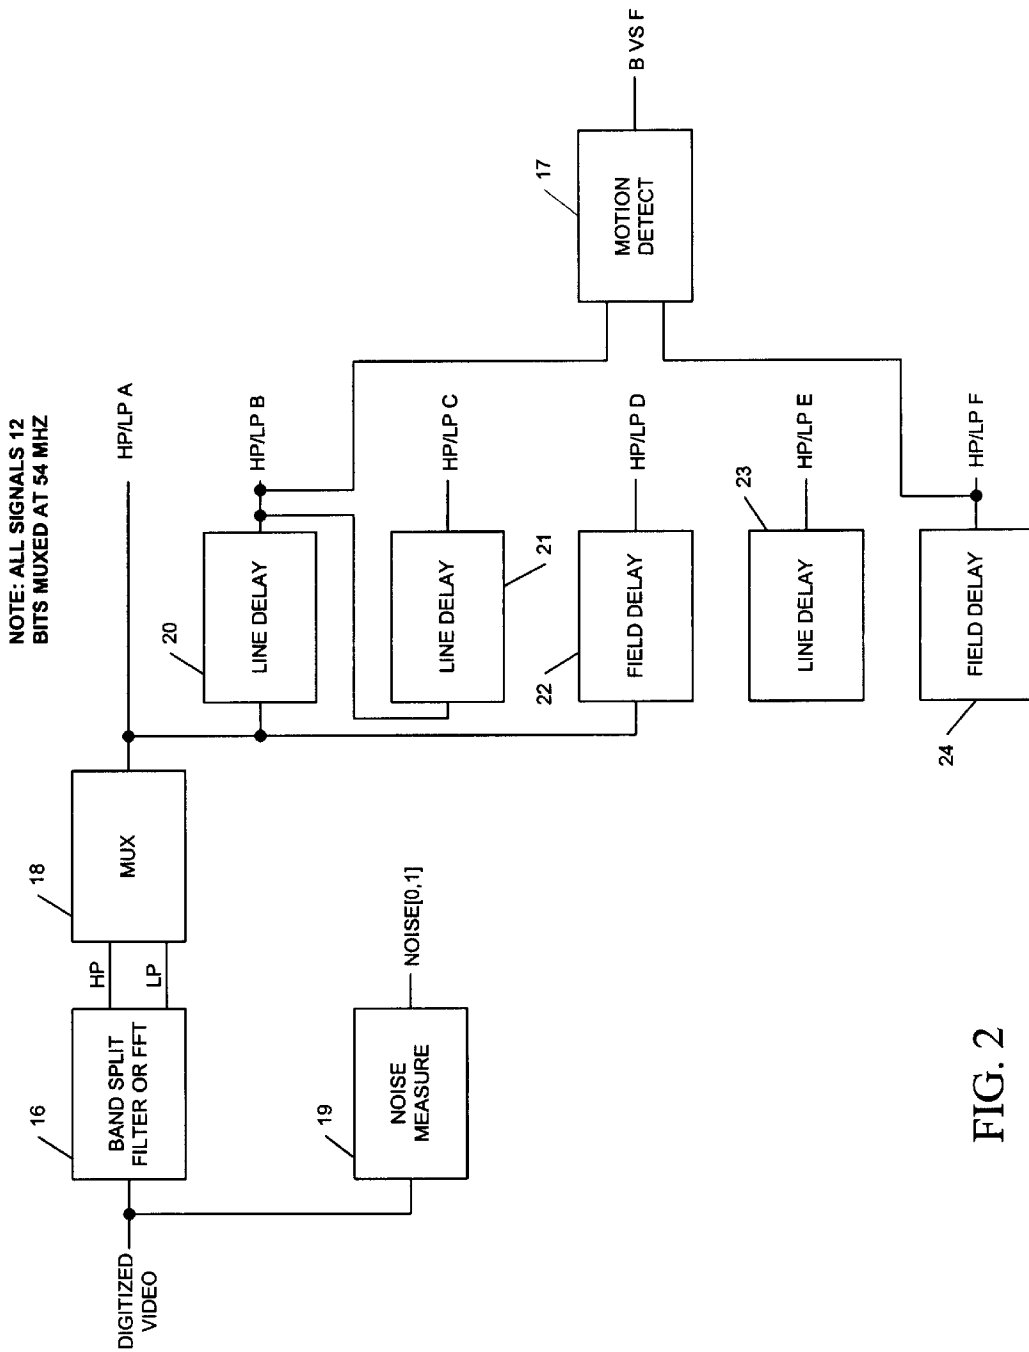 NOTE: ALL SIGNALS 12
BITS MUXED AT 54 MHZ
DIGITIZED
VIDEO
16
BAND SPLIT
FILTER OR FFT
HP
LP
18
MUX
HP/LP A
19
NOISE
MEASURE
NOISE[0,1]
20
LINE DELAY
HP/LP B
LINE DELAY
21
HP/LP C
22
FIELD DELAY
HP/LP D
LINE DELAY
23
HP/LP E
24
FIELD DELAY
HP/LP F
17
MOTION
DETECT
B VS F
FIG. 2